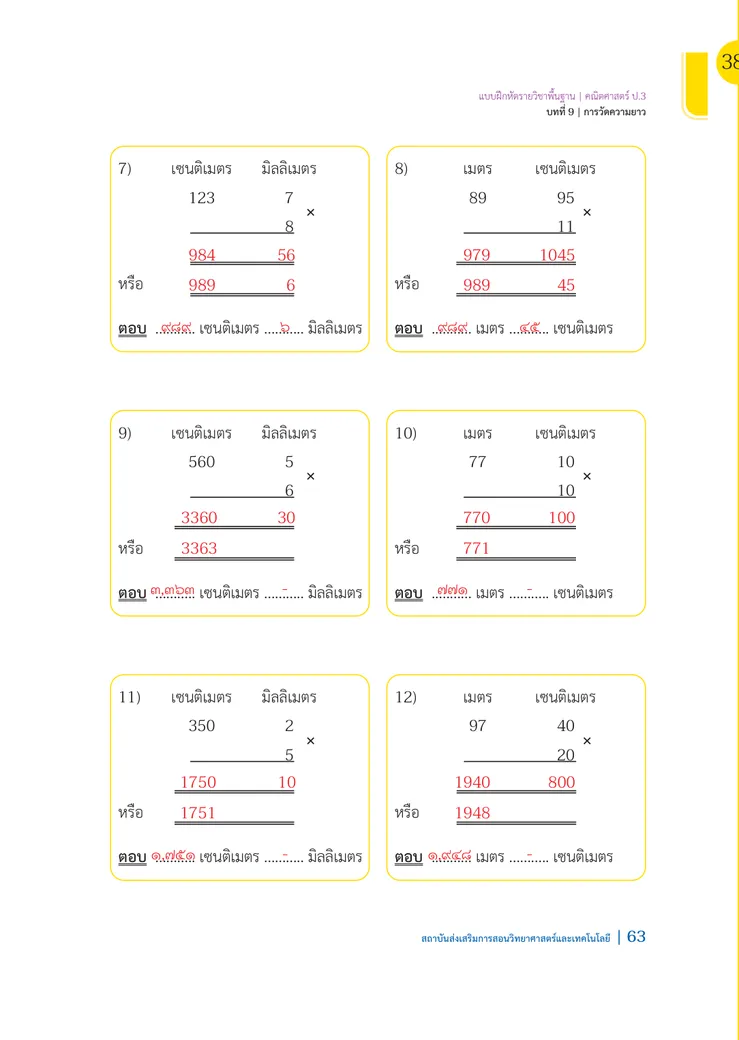 38
แบบฝึกหัดรายวิชาพื้นฐาน | คณิตศาสตร์ ป.3
บทที่ 9 | การวัดความยาว
7) เซนติเมตร มิลลิเมตร
123 7
×
8
984 56
หรือ 989 6
ตอบ ..๙๘๙.. เซนติเมตร ....๖.... มิลลิเมตร
8) เมตร เซนติเมตร
89 95
×
11
979 1045
หรือ 989 45
ตอบ ..๙๘๙.. เมตร ..๔๕.. เซนติเมตร
9) เซนติเมตร มิลลิเมตร
560 5
×
6
3360 30
หรือ 3363
ตอบ ๓,๓๖๓ เซนติเมตร ....-.... มิลลิเมตร
10) เมตร เซนติเมตร
77 10
×
10
770 100
หรือ 771
ตอบ ..๗๗๑.. เมตร ....-.... เซนติเมตร
11) เซนติเมตร มิลลิเมตร
350 2
×
5
1750 10
หรือ 1751
ตอบ ๑,๗๕๑ เซนติเมตร ....-.... มิลลิเมตร
12) เมตร เซนติเมตร
97 40
×
20
1940 800
หรือ 1948
ตอบ ๑,๙๔๘ เมตร ....-.... เซนติเมตร
สถาบันส่งเสริมการสอนวิทยาศาสตร์และเทคโนโลยี | 63